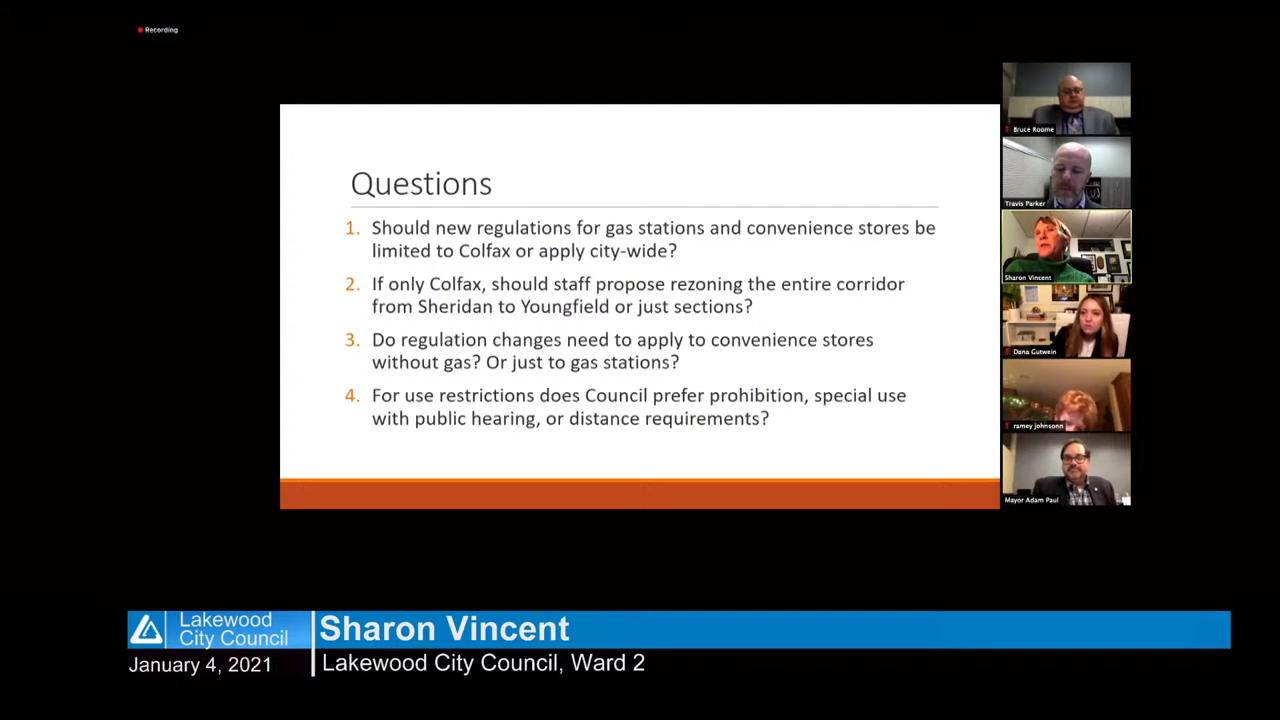 Recording
Questions
1. Should new regulations for gas stations and convenience stores be
limited to Colfax or apply city-wide?
2. If only Colfax, should staff propose rezoning the entire corridor
from Sheridan to Youngfield or just sections?
3. Do regulation changes need to apply to convenience stores
without gas? Or just to gas stations?
4. For use restrictions does Council prefer prohibition, special use
with public hearing, or distance requirements?
Bruce Roome
Travis Parker
Sharon Vincent
Dana Gutwein
ramey johnsonn
Mayor Adam Paul
Lakewood
City Council
January 4, 2021
Sharon Vincent
Lakewood City Council, Ward 2